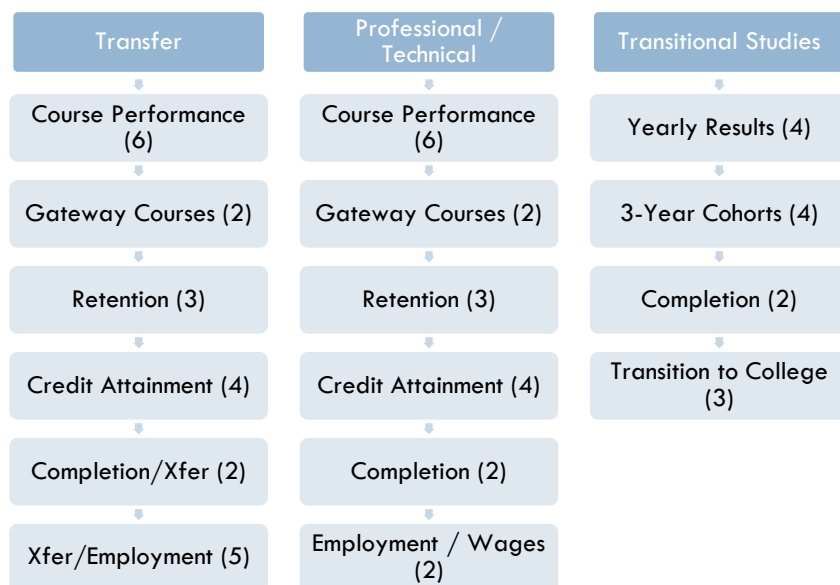 Transfer
Course Performance
(6)
Gateway Courses (2)
Retention (3)
Credit Attainment (4)
Completion/Xfer (2)
Xfer/Employment (5)
Professional /
Technical
Course Performance
(6)
Gateway Courses (2)
Retention (3)
Credit Attainment (4)
Completion (2)
Employment / Wages
(2)
Transitional Studies
Yearly Results (4)
3-Year Cohorts (4)
Completion (2)
Transition to College
(3)